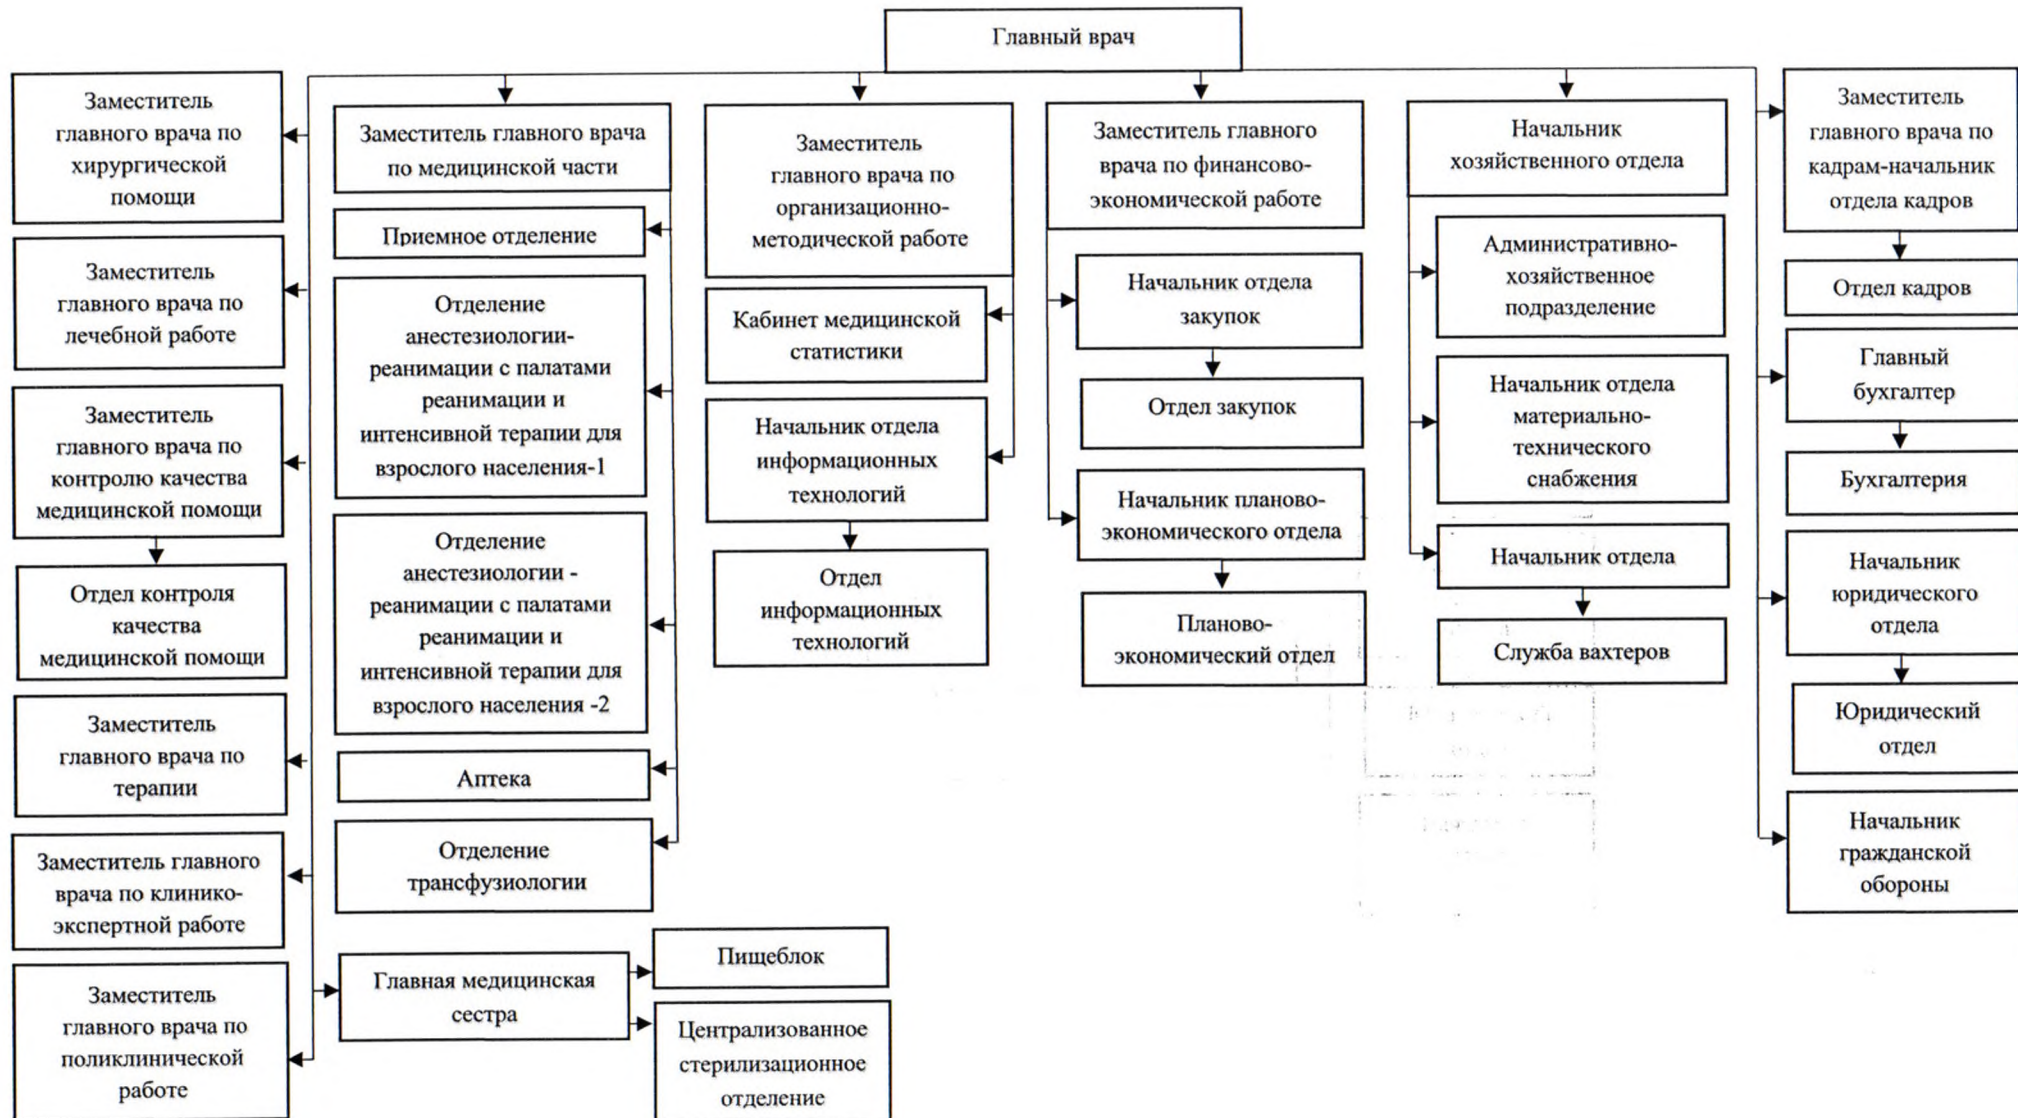 Главный врач
Заместитель
главного врача по
хирургической
помощи
Заместитель
главного врача по
лечебной работе
Заместитель
главного врача по
контролю качества
медицинской помощи
Отдел контроля
качества
медицинской помощи
Заместитель
главного врача по
терапии
Заместитель главного
врача по клинико-
экспертной работе
Заместитель
главного врача по
поликлинической
работе
Заместитель главного врача
по медицинской части
Приемное отделение
Отделение
анестезиологии-
реанимации с палатами
реанимации и
интенсивной терапии для
взрослого населения-1
Отделение
анестезиологии -
реанимации с палатами
реанимации и
интенсивной терапии для
взрослого населения -2
Аптека
Отделение
трансфузиологии
Главная медицинская
сестра
Пищеблок
Централизованное
стерилизационное
отделение
Заместитель
главного врача по
организационно-
методической работе
Кабинет медицинской
статистики
Начальник отдела
информационных
технологий
Отдел
информационных
технологий
Заместитель главного
врача по финансово-
экономической работе
Начальник отдела
закупок
Отдел закупок
Начальник планово-
экономического отдела
Планово-
экономический отдел
Начальник
хозяйственного отдела
Административно-
хозяйственное
подразделение
Начальник отдела
материально-
технического
снабжения
Начальник отдела
Служба вахтеров
Заместитель
главного врача по
кадрам-начальник
отдела кадров
Отдел кадров
Главный
бухгалтер
Бухгалтерия
Начальник
юридического
отдела
Юридический
отдел
Начальник
гражданской
обороны